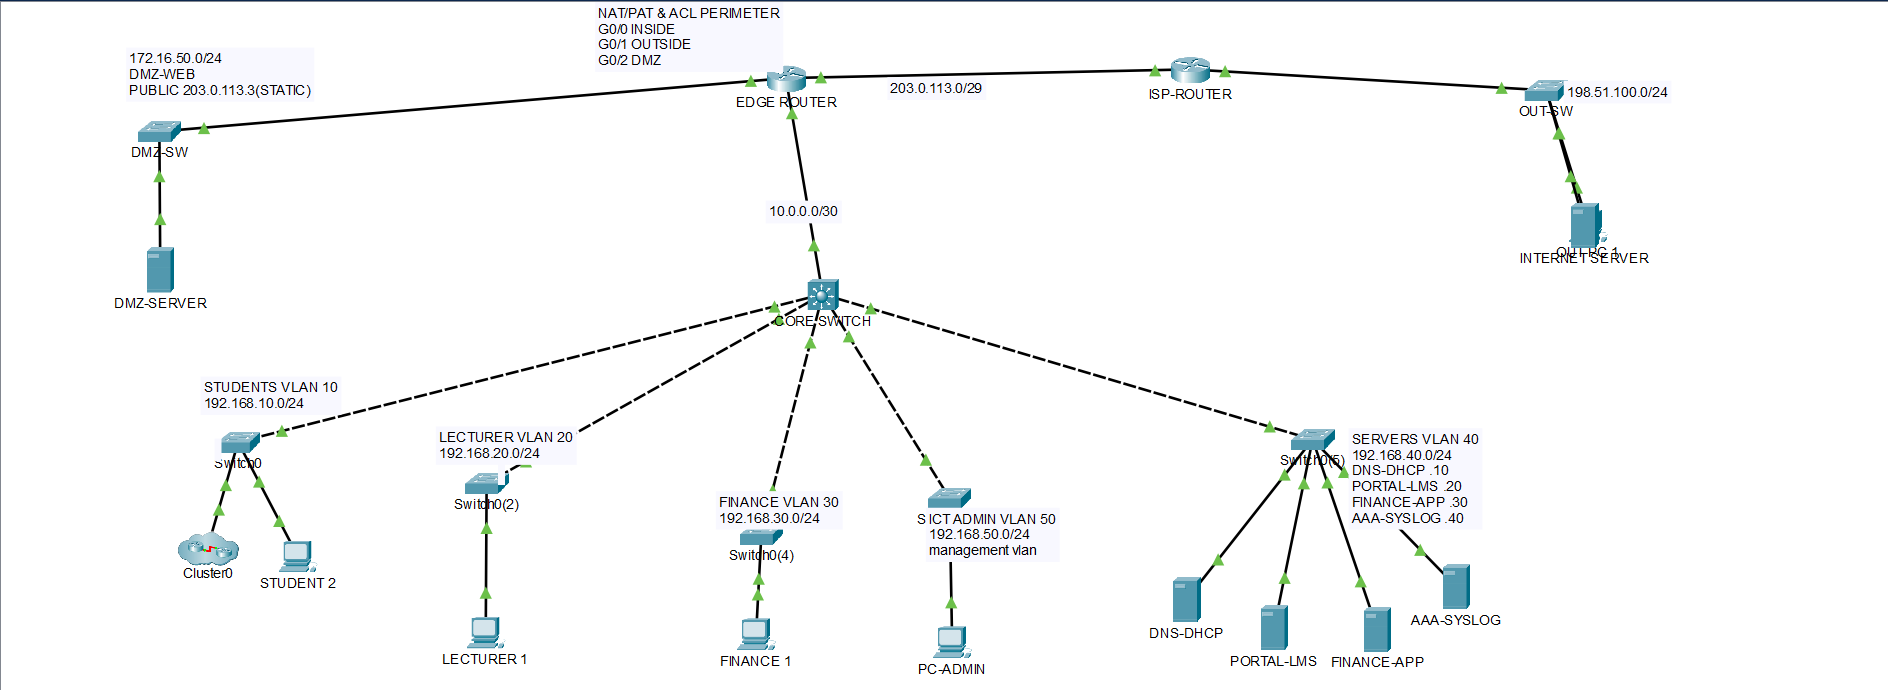 NAT/PAT & ACL PERIMETER
G0/0 INSIDE
G0/1 OUTSIDE
G0/2 DMZ
172.16.50.0/24
DMZ-WEB
PUBLIC 203.0.113.3(STATIC)
EDGE ROUTER
203.0.113.0/29
ISP-ROUTER
198.51.100.0/24
OUT-SW
DMZ-SW
10.0.0.0/30
OUT-PC 1
INTERNET SERVER
DMZ-SERVER
CORE SWITCH
STUDENTS VLAN 10
192.168.10.0/24
Switch0
Cluster0
STUDENT 2
LECTURER VLAN 20
192.168.20.0/24
Switch0(2)
LECTURER 1
FINANCE VLAN 30
192.168.30.0/24
Switch0(4)
FINANCE 1
ICT ADMIN VLAN 50
192.168.50.0/24
management vlan
PC-ADMIN
SERVERS VLAN 40
192.168.40.0/24
DNS-DHCP .10
PORTAL-LMS .20
FINANCE-APP .30
AAA-SYSLOG .40
Switch0(5)
DNS-DHCP
PORTAL-LMS
FINANCE-APP
AAA-SYSLOG